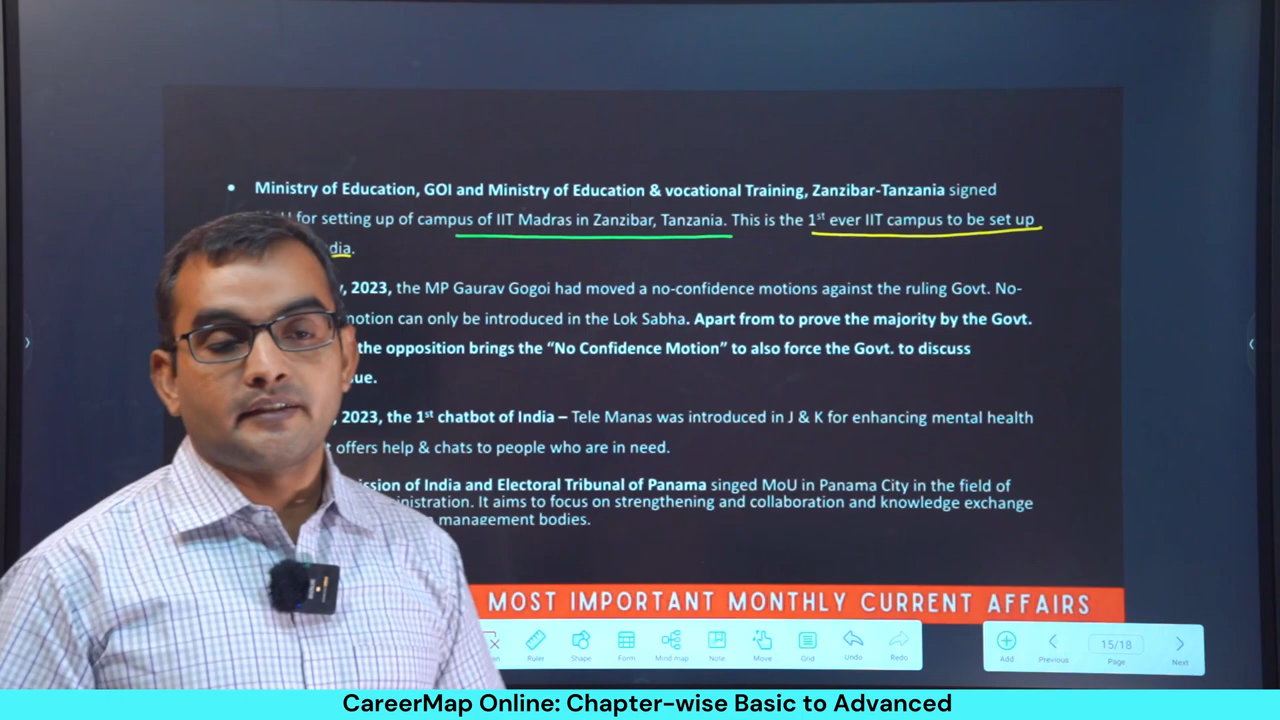 Ministry of Education, GOI and Ministry of Education & vocational Training, Zanzibar-Tanzania signed
for setting up of campus of IIT Madras in Zanzibar, Tanzania. This is the 1st ever IIT campus to be set up
dia.
, 2023, the MP Gaurav Gogoi had moved a no-confidence motions against the ruling Govt. No-
motion can only be introduced in the Lok Sabha. Apart from to prove the majority by the Govt.
the opposition brings the “No Confidence Motion” to also force the Govt. to discuss
ue.
, 2023, the 1st chatbot of India – Tele Manas was introduced in J & K for enhancing mental health
offers help & chats to people who are in need.
ssion of India and Electoral Tribunal of Panama singed MoU in Panama City in the field of
nistration. It aims to focus on strengthening and collaboration and knowledge exchange
management bodies.
MOST IMPORTANT MONTHLY CURRENT AFFAIRS
Ruler Shape Form Mind map Note Move Grid Undo Redo Add Previous 15/18 Page Next
CareerMap Online: Chapter-wise Basic to Advanced